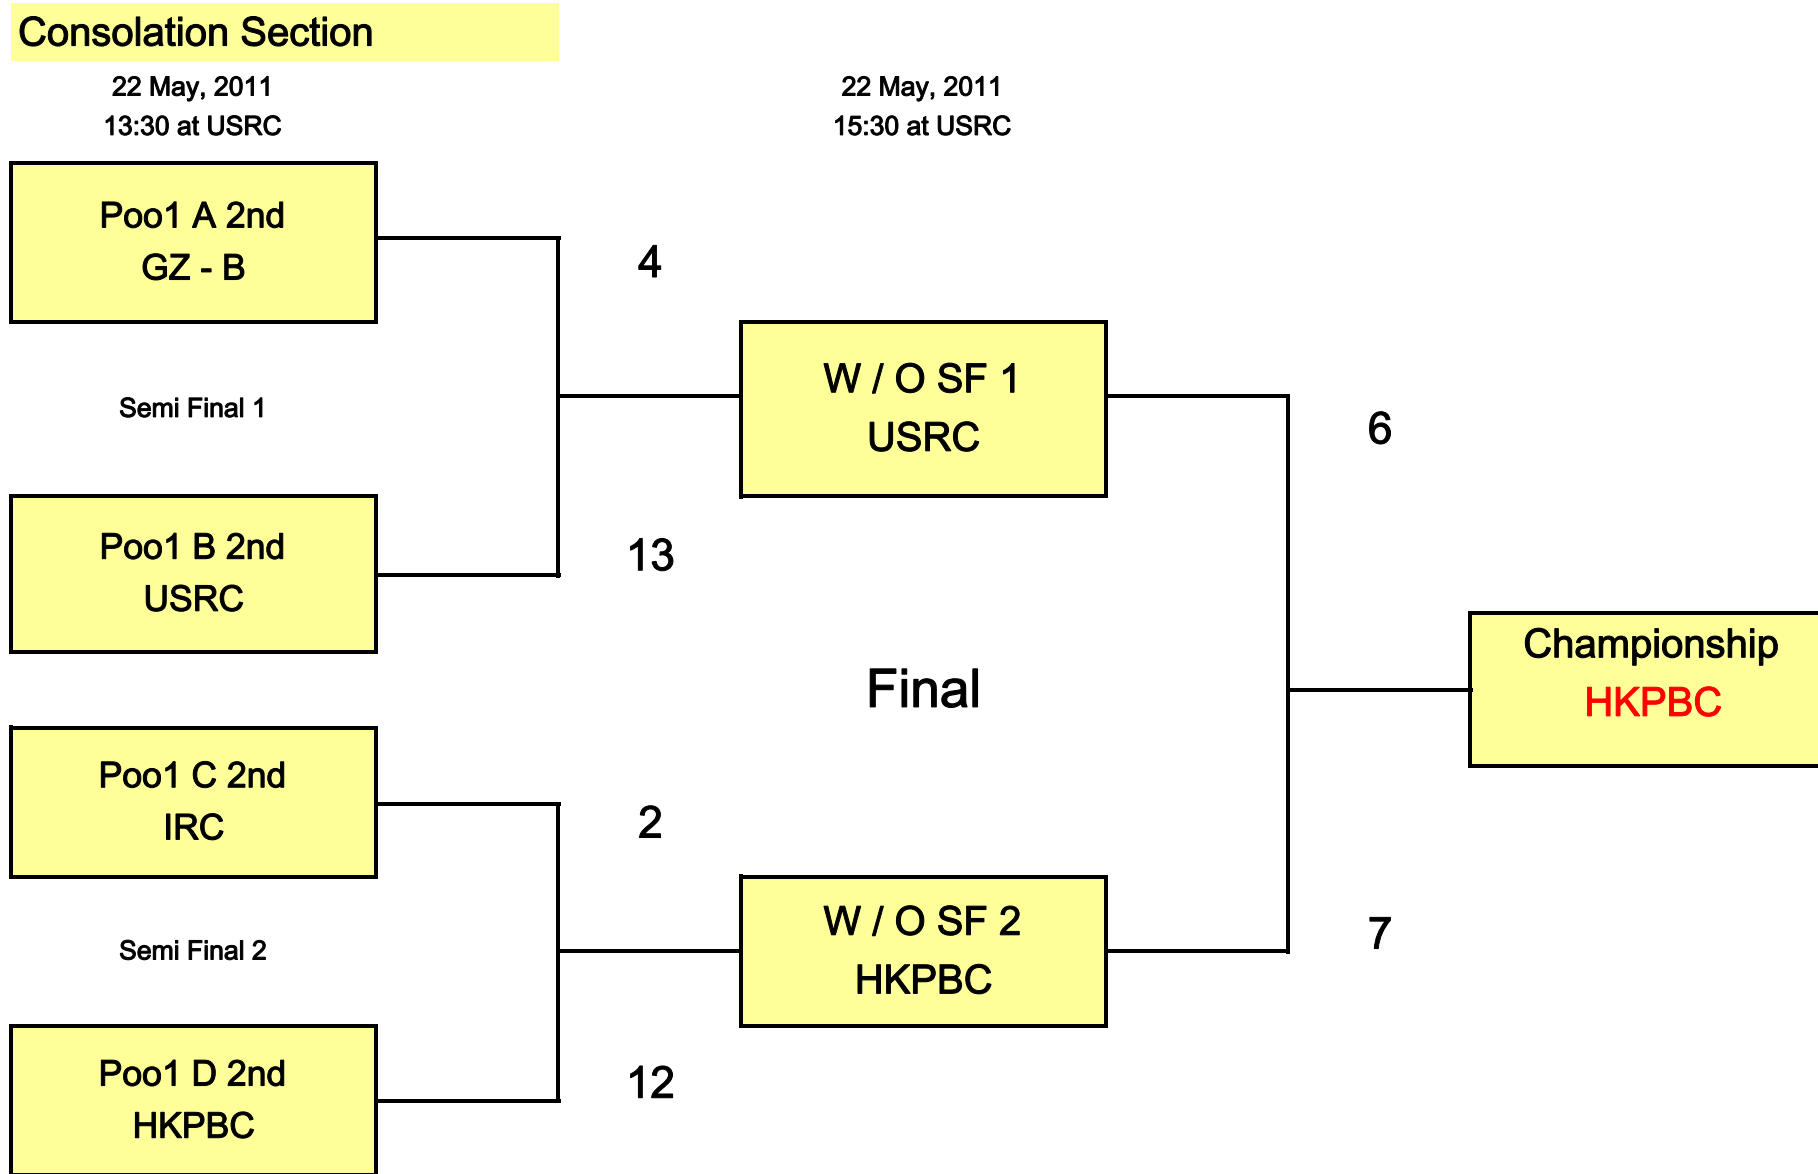 Consolation Section
22 May, 2011
13:30 at USRC
22 May, 2011
15:30 at USRC
Poo1 A 2nd
GZ - B
4
Semi Final 1
W / O SF 1
USRC
6
Poo1 B 2nd
USRC
13
Final
Championship
HKPBC
Poo1 C 2nd
IRC
2
Semi Final 2
W / O SF 2
HKPBC
7
Poo1 D 2nd
HKPBC
12